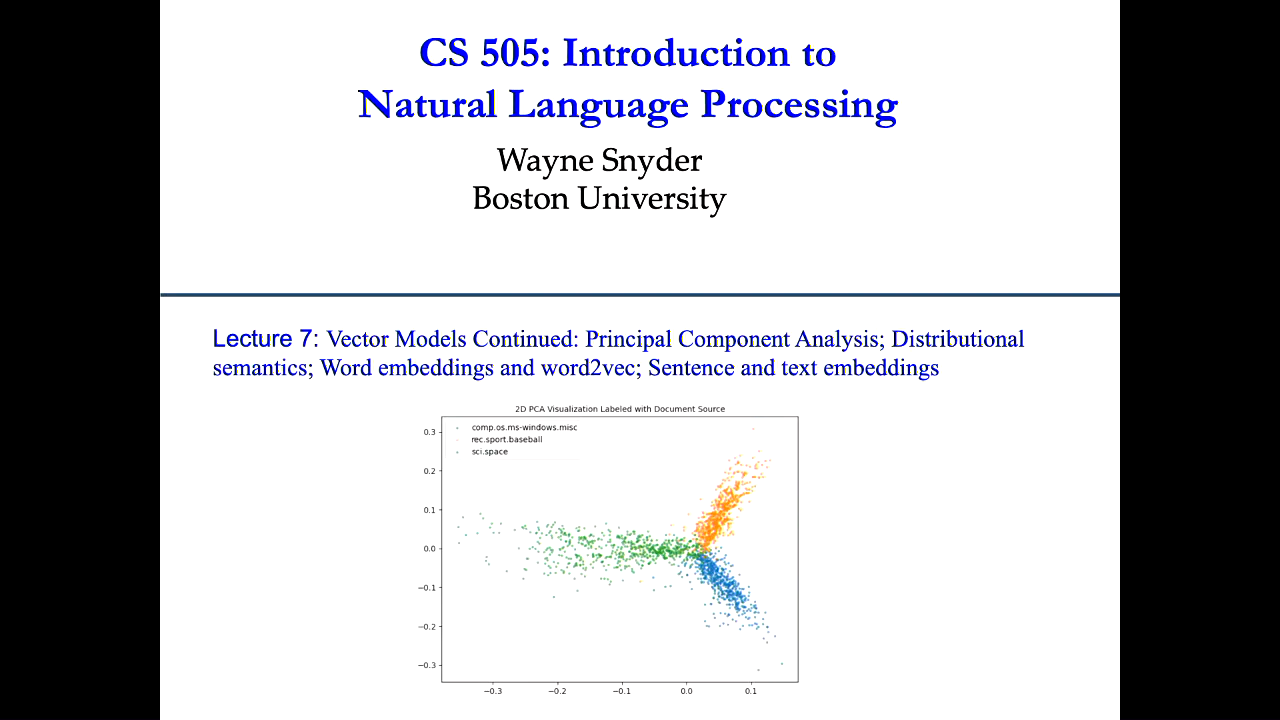 CS 505: Introduction to
Natural Language Processing
Wayne Snyder
Boston University
Lecture 7: Vector Models Continued: Principal Component Analysis; Distributional
semantics; Word embeddings and word2vec; Sentence and text embeddings
2D PCA Visualization Labeled with Document Source
comp.os.ms-windows.misc
rec.sport.baseball
sci.space
0.3
0.2
0.1
0.0
−0.1
−0.2
−0.3
−0.3 −0.2 −0.1 0.0 0.1